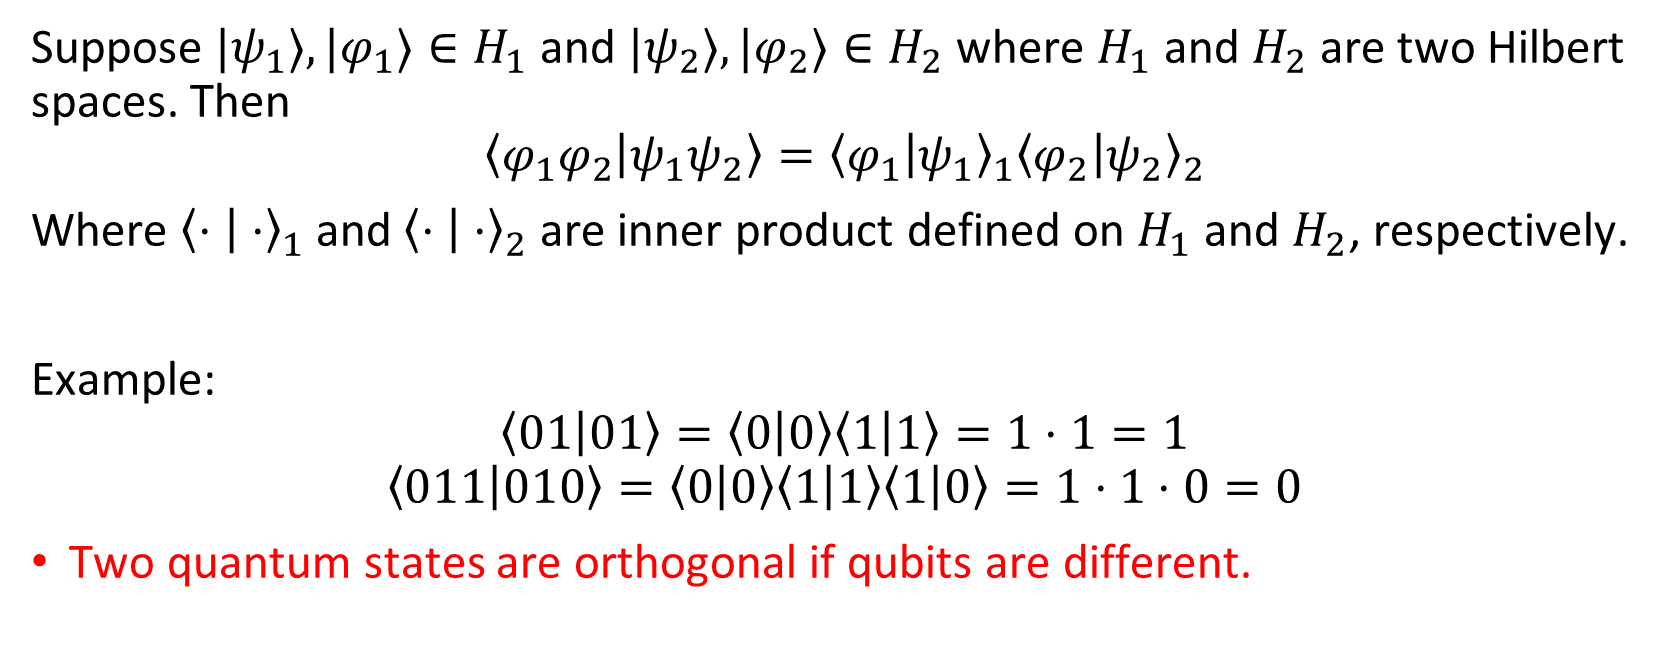 Suppose |ψ₁⟩, |φ₁⟩ ∈ H₁ and |ψ₂⟩, |φ₂⟩ ∈ H₂ where H₁ and H₂ are two Hilbert
spaces. Then
⟨φ₁φ₂|ψ₁ψ₂⟩ = ⟨φ₁|ψ₁⟩₁⟨φ₂|ψ₂⟩₂
Where ⟨· | ·⟩₁ and ⟨· | ·⟩₂ are inner product defined on H₁ and H₂, respectively.
Example:
⟨01|01⟩ = ⟨0|0⟩⟨1|1⟩ = 1 · 1 = 1
⟨011|010⟩ = ⟨0|0⟩⟨1|1⟩⟨1|0⟩ = 1 · 1 · 0 = 0
• Two quantum states are orthogonal if qubits are different.